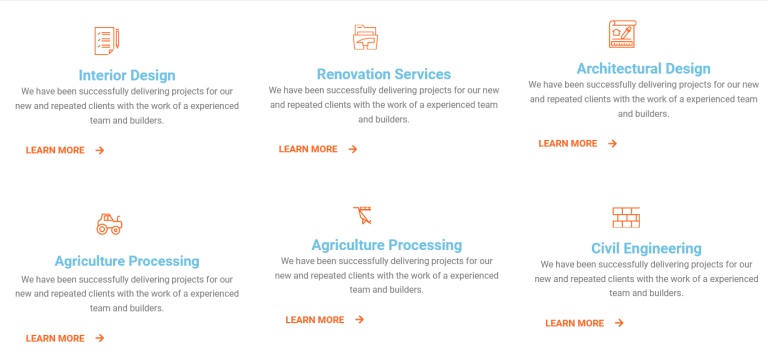 Interior Design
We have been successfully delivering projects for our
new and repeated clients with the work of a experienced
team and builders.
LEARN MORE
Renovation Services
We have been successfully delivering projects for our new
and repeated clients with the work of a experienced team
and builders.
LEARN MORE
Architectural Design
We have been successfully delivering projects for our new
and repeated clients with the work of a experienced team
and builders.
LEARN MORE
Agriculture Processing
We have been successfully delivering projects for our
new and repeated clients with the work of a experienced
team and builders.
LEARN MORE
Agriculture Processing
We have been successfully delivering projects for our
new and repeated clients with the work of a experienced
team and builders.
LEARN MORE
Civil Engineering
We have been successfully delivering projects for our
new and repeated clients with the work of a experienced
team and builders.
LEARN MORE